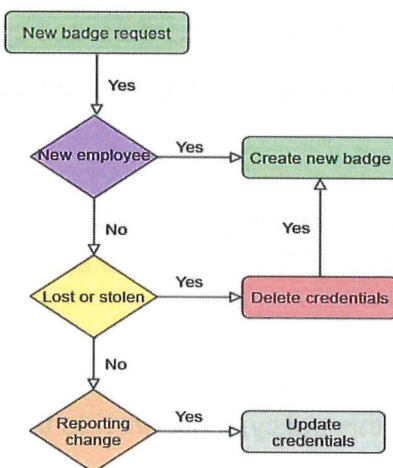 New badge request
Yes
New employee
Yes
Create new badge
No
Yes
Lost or stolen
Yes
Delete credentials
No
Reporting
change
Yes
Update
credentials